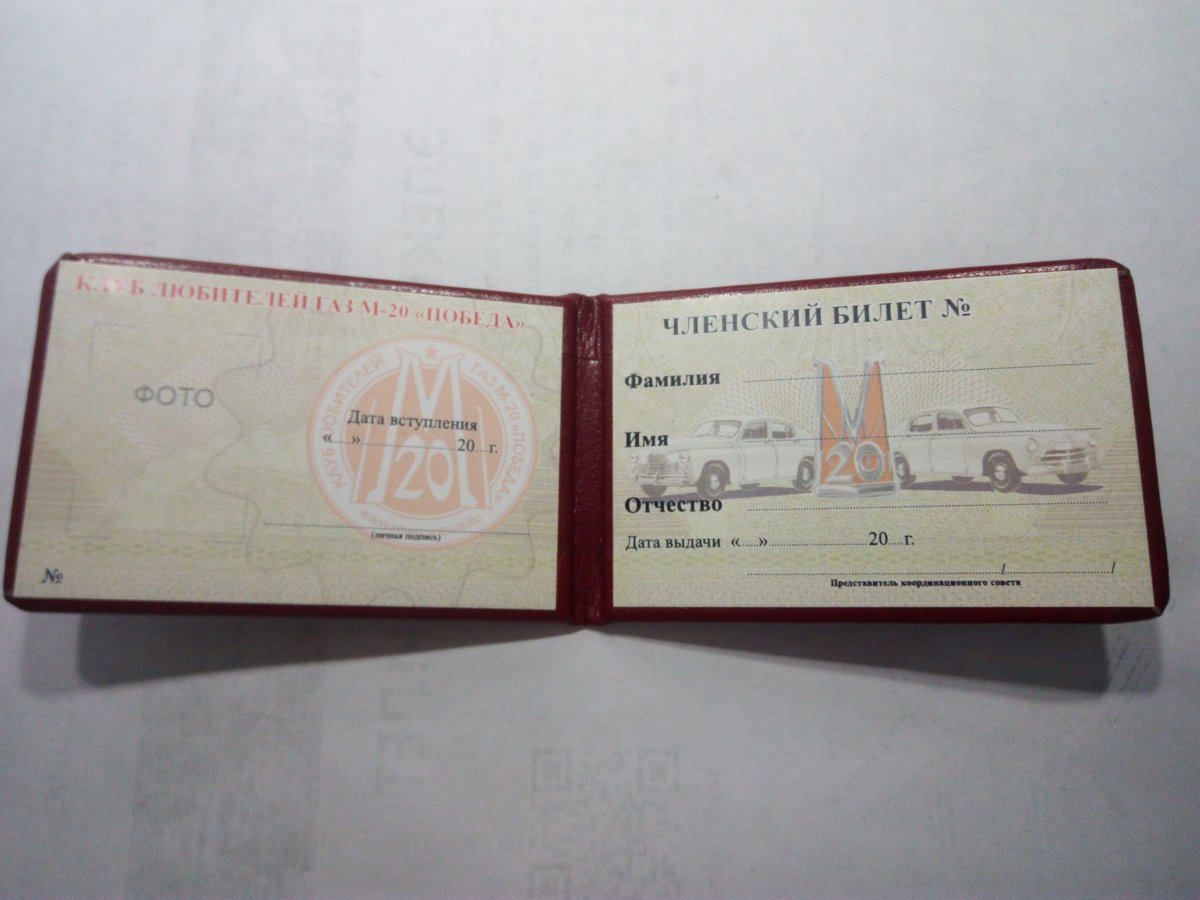 КЛУБ ЛЮБИТЕЛЕЙ ГАЗ М-20 «ПОБЕДА»
ФОТО
КЛУБ ЛЮБИТЕЛЕЙ ГАЗ М-20 «ПОБЕДА»
М
20
Дата вступления
«....»........................20....г.
(личная подпись)
№
ЧЛЕНСКИЙ БИЛЕТ №
Фамилия
Имя
М
20
Отчество
Дата выдачи «....»........................20....г.
/ /
Представитель координационного совета